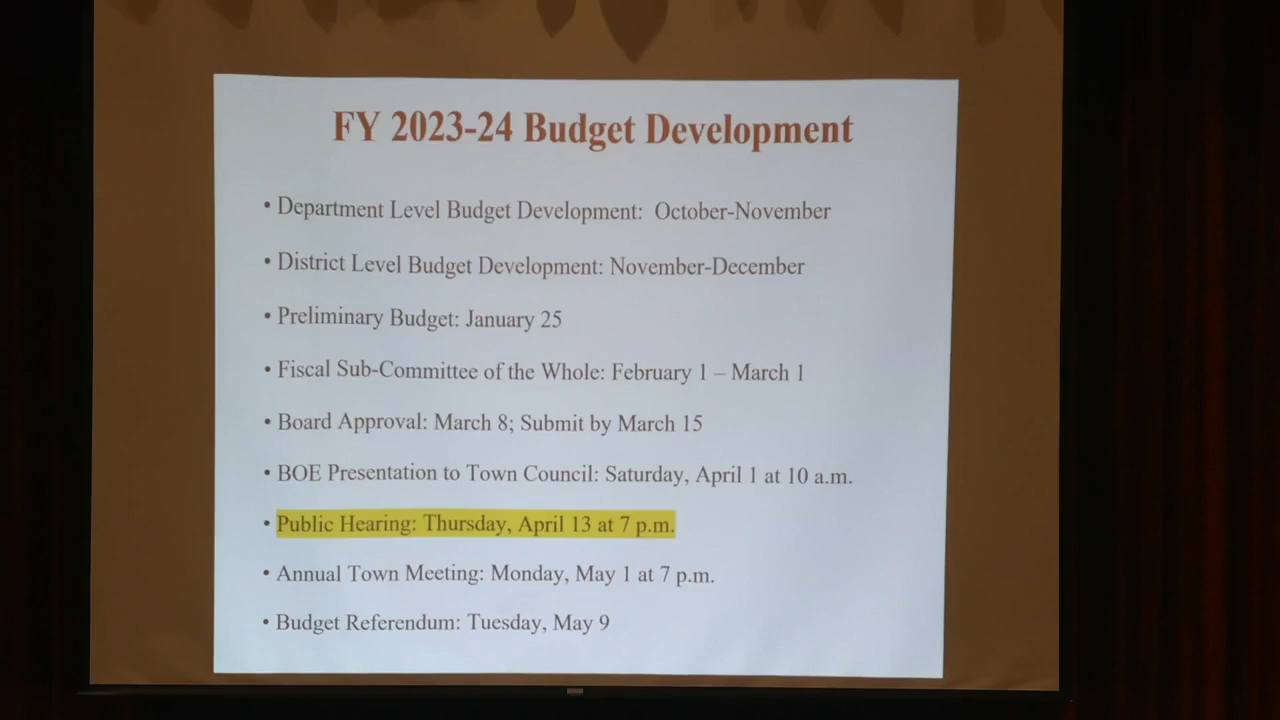 FY 2023-24 Budget Development
• Department Level Budget Development: October-November
• District Level Budget Development: November-December
• Preliminary Budget: January 25
• Fiscal Sub-Committee of the Whole: February 1 – March 1
• Board Approval: March 8; Submit by March 15
• BOE Presentation to Town Council: Saturday, April 1 at 10 a.m.
• Public Hearing: Thursday, April 13 at 7 p.m.
• Annual Town Meeting: Monday, May 1 at 7 p.m.
• Budget Referendum: Tuesday, May 9